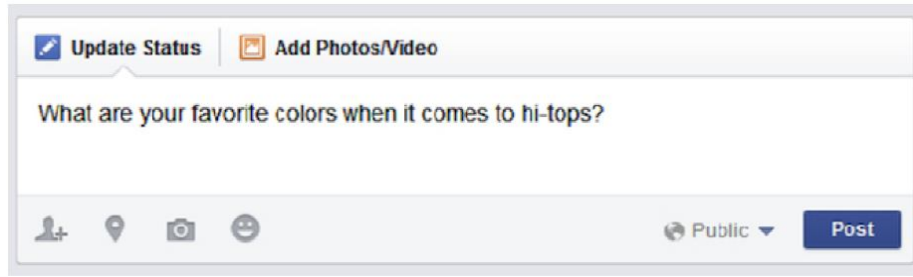 Update Status Add Photos/Video
What are your favorite colors when it comes to hi-tops?
Public Post